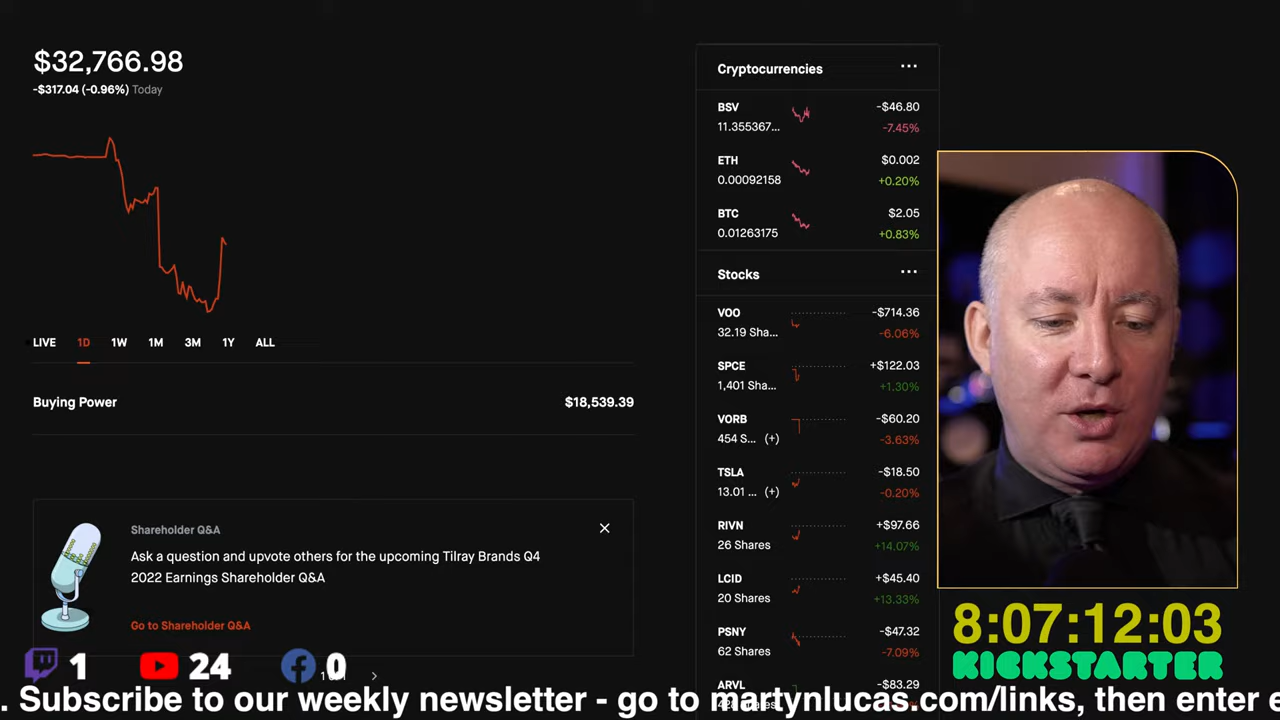 $32,766.98
-$317.04 (-0.96%) Today
LIVE 1D 1W 1M 3M 1Y ALL
Buying Power $18,539.39
Shareholder Q&A
Ask a question and upvote others for the upcoming Tilray Brands Q4
2022 Earnings Shareholder Q&A
Go to Shareholder Q&A
Cryptocurrencies
BSV -$46.80
11.355367... -7.45%
ETH $0.002
0.00092158 +0.20%
BTC $2.05
0.01263175 +0.83%
Stocks
VOO -$714.36
32.19 Sha... -6.06%
SPCE +$122.03
1,401 Sha... +1.30%
VORB -$60.20
454 S... (+) -3.63%
TSLA -$18.50
13.01 ... (+) -0.20%
RIVN +$97.66
26 Shares +14.07%
LCID +$45.40
20 Shares +13.33%
PSNY -$47.32
62 Shares -7.09%
ARVL -$83.29
8:07:12:03
KICKSTARTER
1 24 0
. Subscribe to our weekly newsletter - go to martynlucas.com/links, then enter e